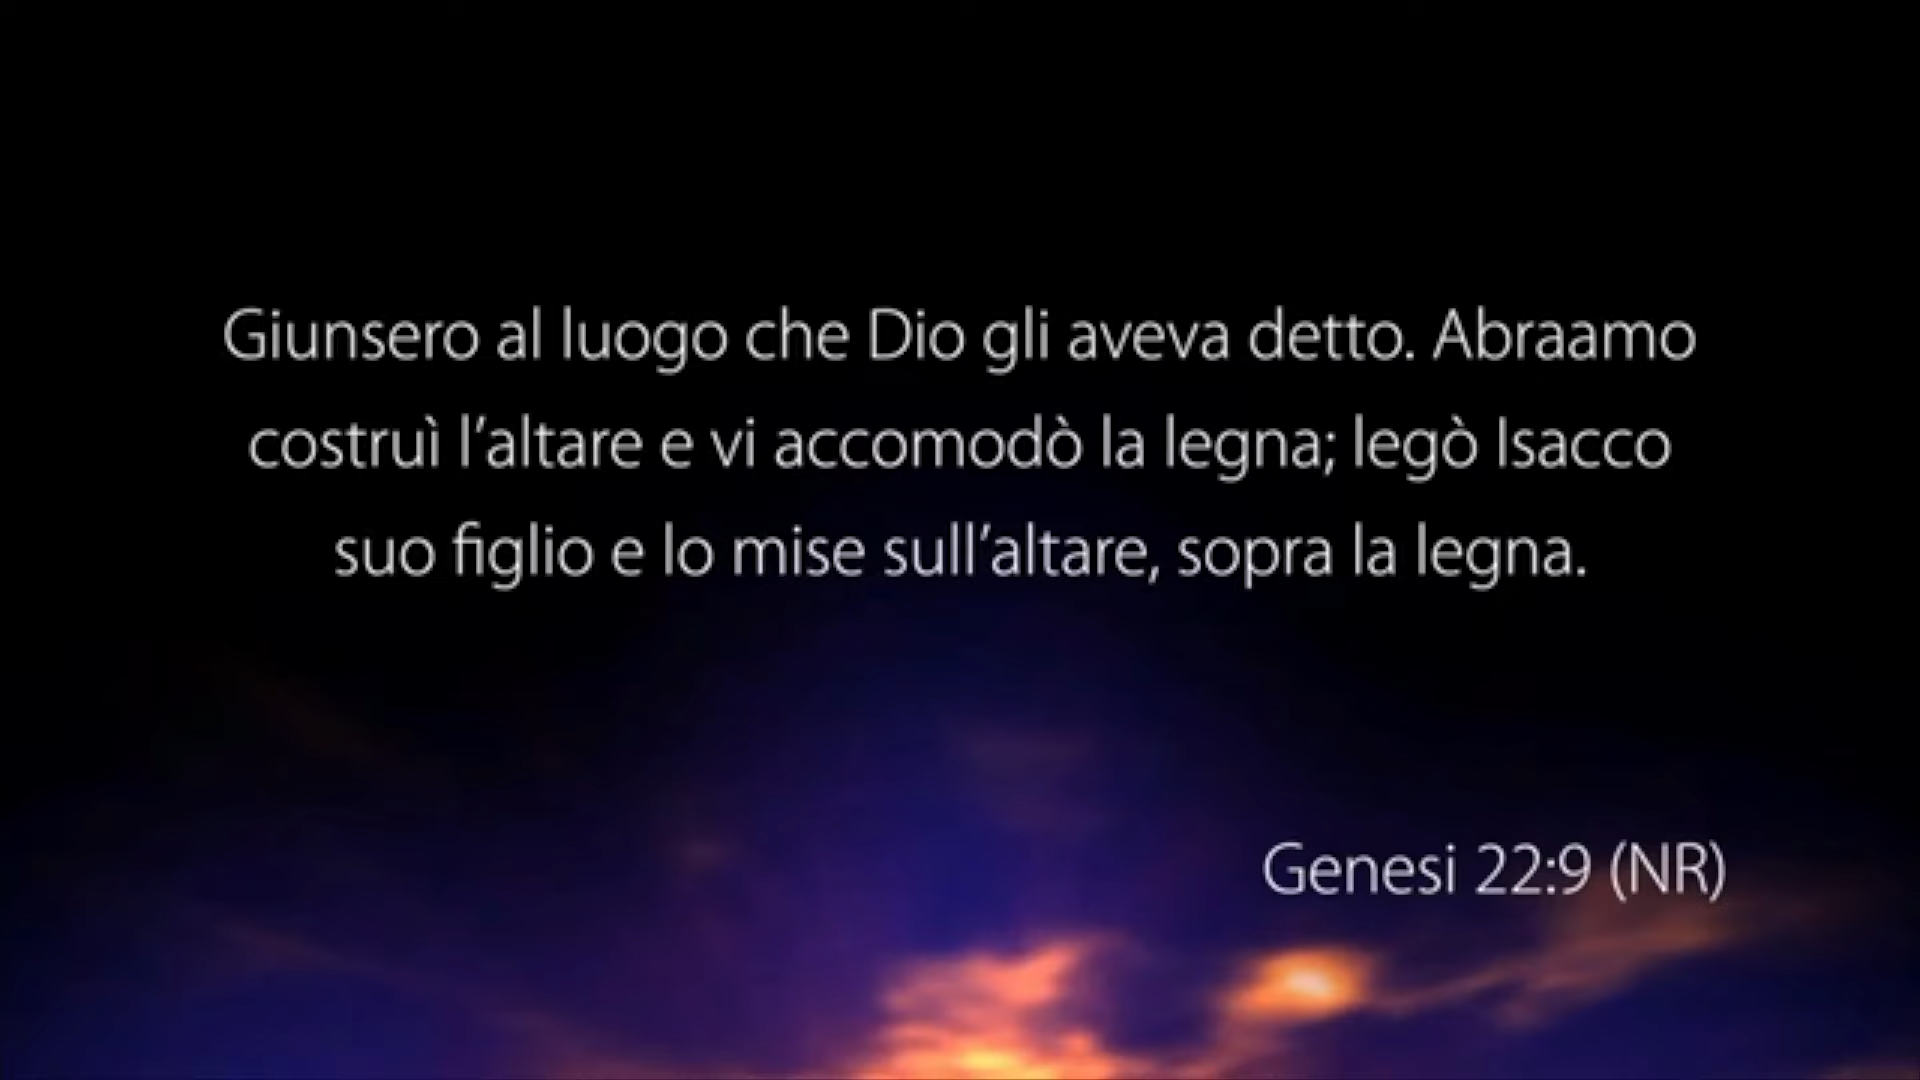 Giunsero al luogo che Dio gli aveva detto. Abraamo
costruì l’altare e vi accomodò la legna; legò Isacco
suo figlio e lo mise sull’altare, sopra la legna.
Genesi 22:9 (NR)